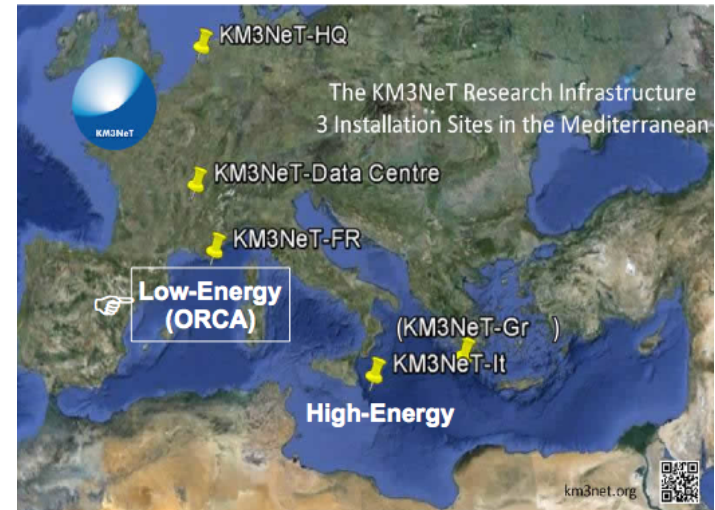 KM3NeT-HQ
KM3NeT
The KM3NeT Research Infrastructure
3 Installation Sites in the Mediterranean
KM3NeT-Data Centre
KM3NeT-FR
Low-Energy
(ORCA)
(KM3NeT-Gr )
KM3NeT-It
High-Energy
km3net.org